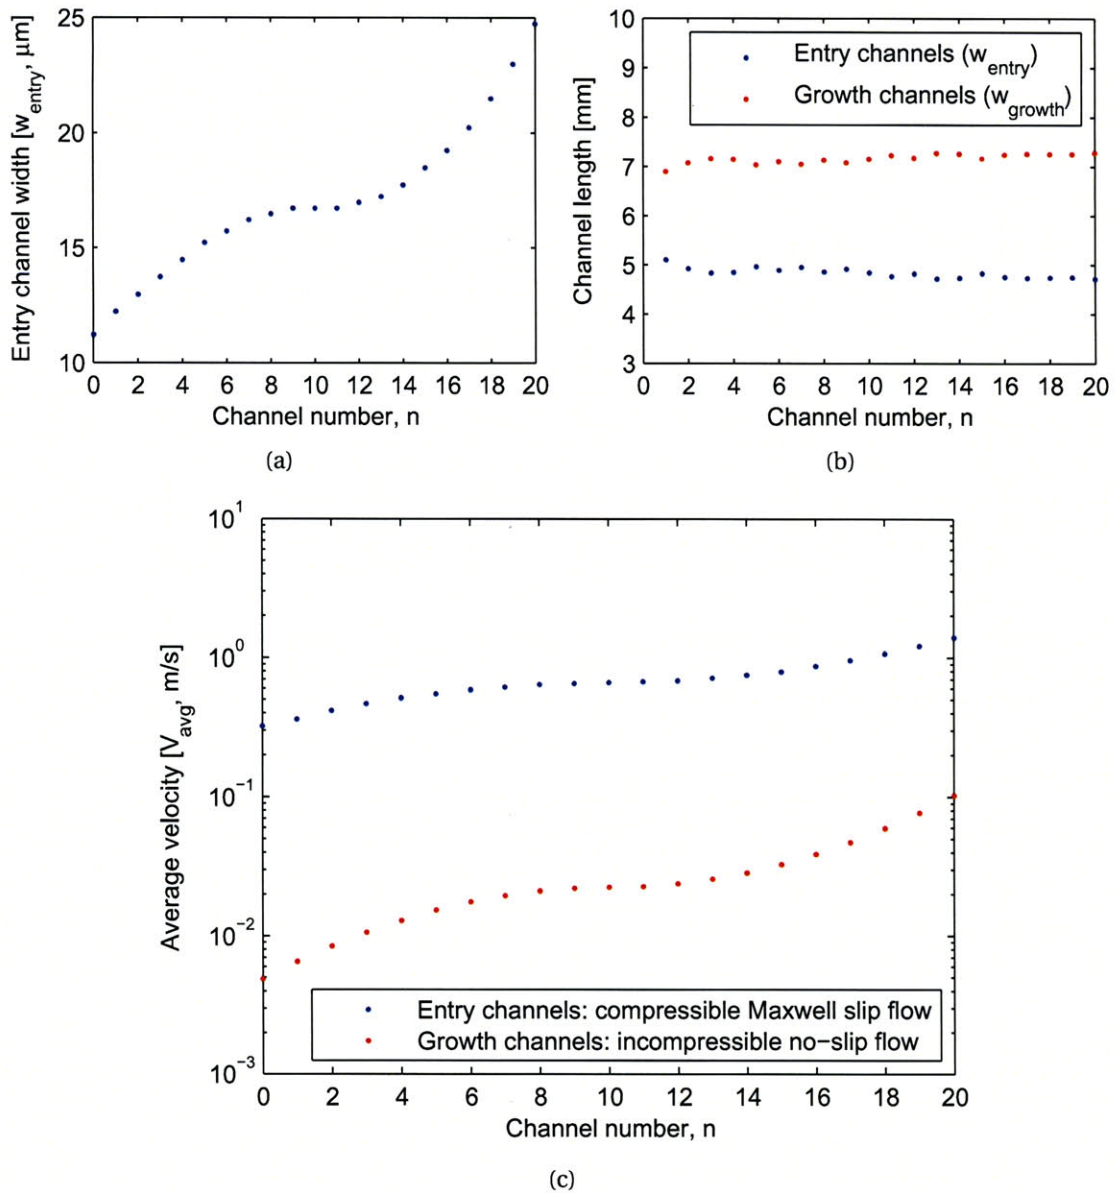 25
20
15
10
Entry channel width [w_entry, μm]
0 2 4 6 8 10 12 14 16 18 20
Channel number, n
(a)
10
9
8
7
6
5
4
3
Channel length [mm]
Entry channels (w_entry)
Growth channels (w_growth)
0 2 4 6 8 10 12 14 16 18 20
Channel number, n
(b)
10^1
10^0
10^−1
10^−2
10^−3
Average velocity [V_avg, m/s]
Entry channels: compressible Maxwell slip flow
Growth channels: incompressible no−slip flow
0 2 4 6 8 10 12 14 16 18 20
Channel number, n
(c)